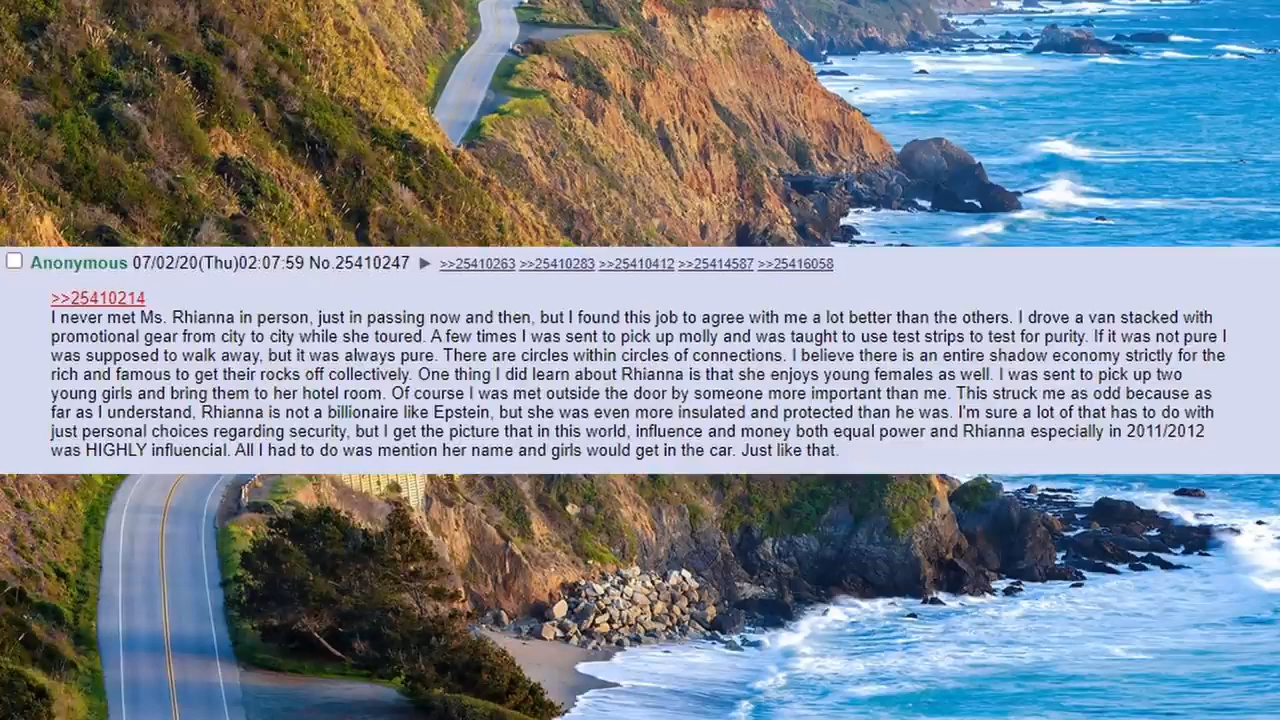 Anonymous 07/02/20(Thu)02:07:59 No.25410247 ▶ >>25410263 >>25410283 >>25410412 >>25414587 >>25416058
>>25410214
I never met Ms. Rhianna in person, just in passing now and then, but I found this job to agree with me a lot better than the others. I drove a van stacked with
promotional gear from city to city while she toured. A few times I was sent to pick up molly and was taught to use test strips to test for purity. If it was not pure I
was supposed to walk away, but it was always pure. There are circles within circles of connections. I believe there is an entire shadow economy strictly for the
rich and famous to get their rocks off collectively. One thing I did learn about Rhianna is that she enjoys young females as well. I was sent to pick up two
young girls and bring them to her hotel room. Of course I was met outside the door by someone more important than me. This struck me as odd because as
far as I understand, Rhianna is not a billionaire like Epstein, but she was even more insulated and protected than he was. I'm sure a lot of that has to do with
just personal choices regarding security, but I get the picture that in this world, influence and money both equal power and Rhianna especially in 2011/2012
was HIGHLY influencial. All I had to do was mention her name and girls would get in the car. Just like that.